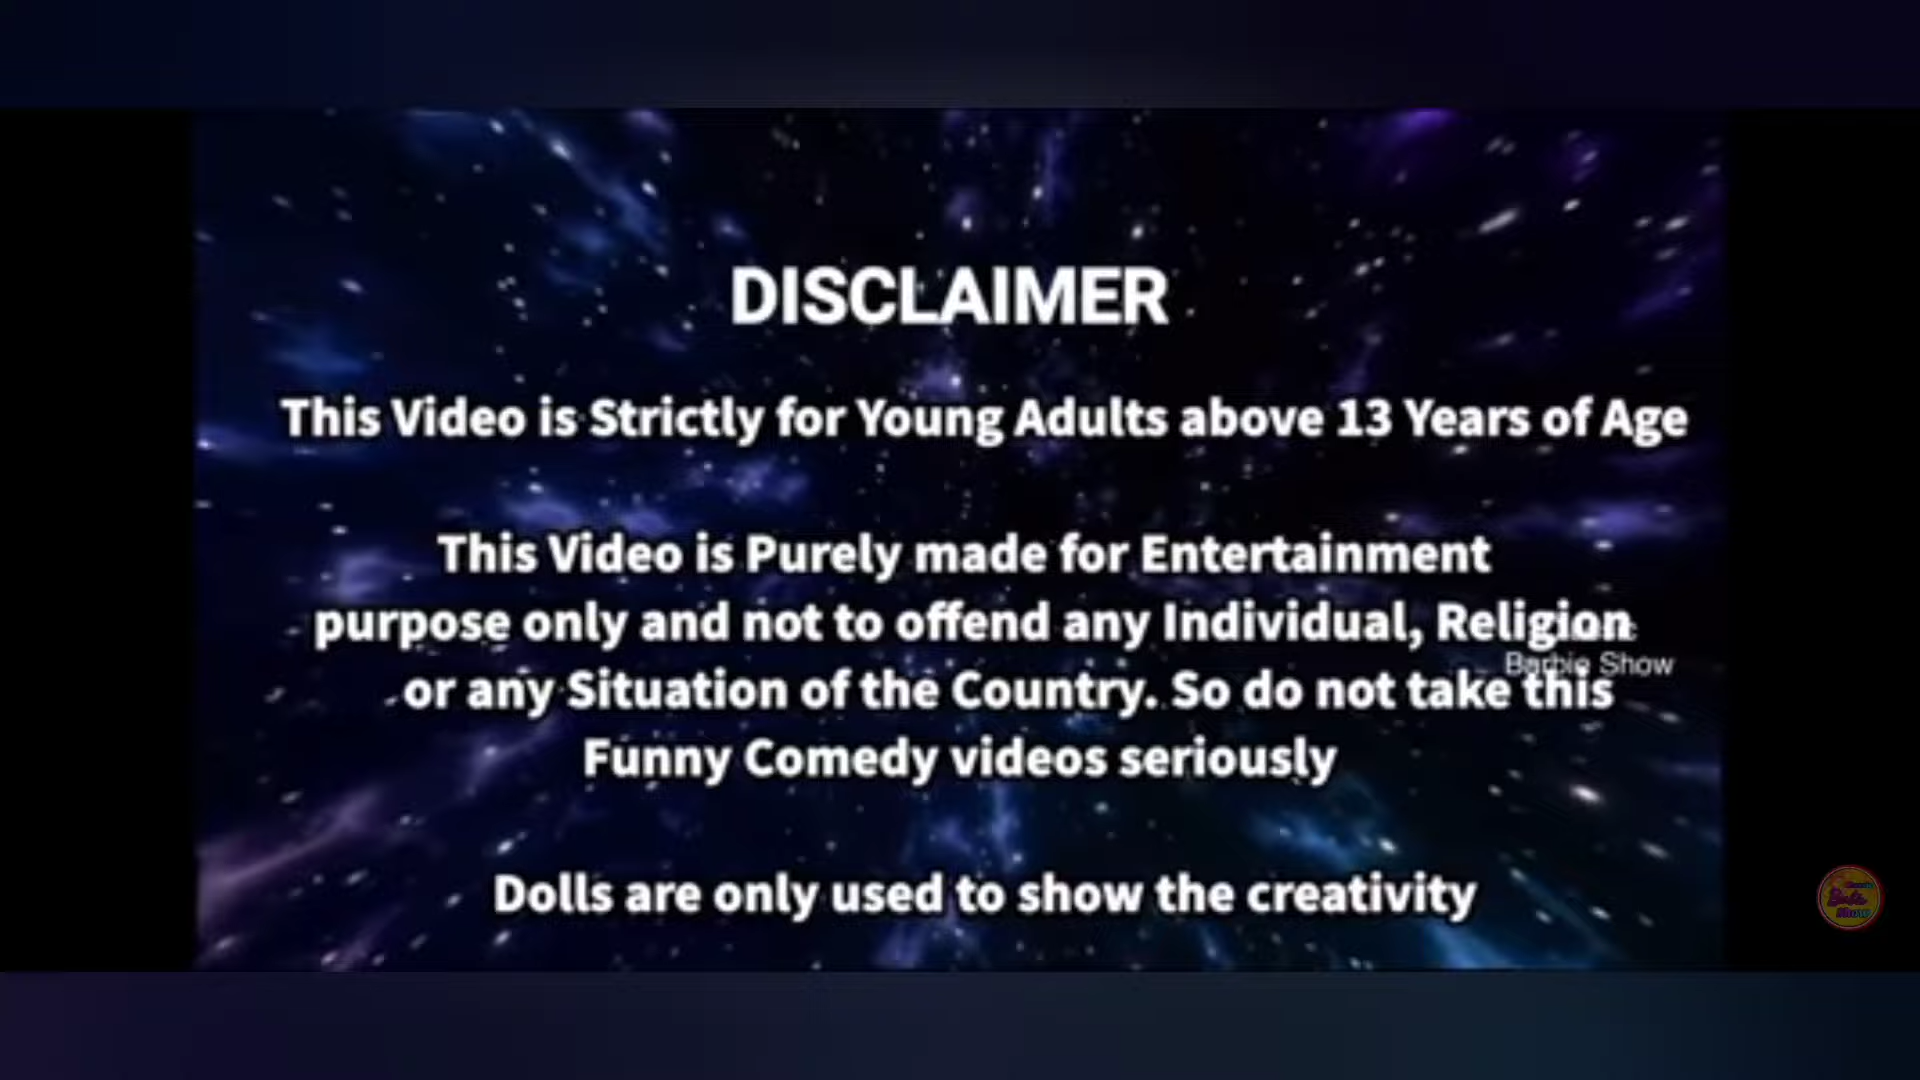 DISCLAIMER
This Video is Strictly for Young Adults above 13 Years of Age
This Video is Purely made for Entertainment
purpose only and not to offend any Individual, Religion
or any Situation of the Country. So do not take this
Funny Comedy videos seriously
Dolls are only used to show the creativity
Barbie Show
Barbie
Show